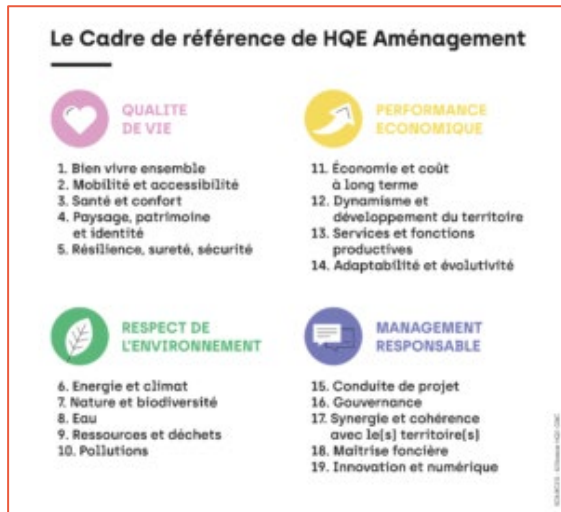 Le Cadre de référence de HQE Aménagement
QUALITE
DE VIE
1. Bien vivre ensemble
2. Mobilité et accessibilité
3. Santé et confort
4. Paysage, patrimoine
et identité
5. Résilience, sureté, sécurité
PERFORMANCE
ECONOMIQUE
11. Économie et coût
à long terme
12. Dynamisme et
développement du territoire
13. Services et fonctions
productives
14. Adaptabilité et évolutivité
RESPECT DE
L'ENVIRONNEMENT
6. Energie et climat
7. Nature et biodiversité
8. Eau
9. Ressources et déchets
10. Pollutions
MANAGEMENT
RESPONSABLE
15. Conduite de projet
16. Gouvernance
17. Synergie et cohérence
avec le(s) territoire(s)
18. Maîtrise foncière
19. Innovation et numérique